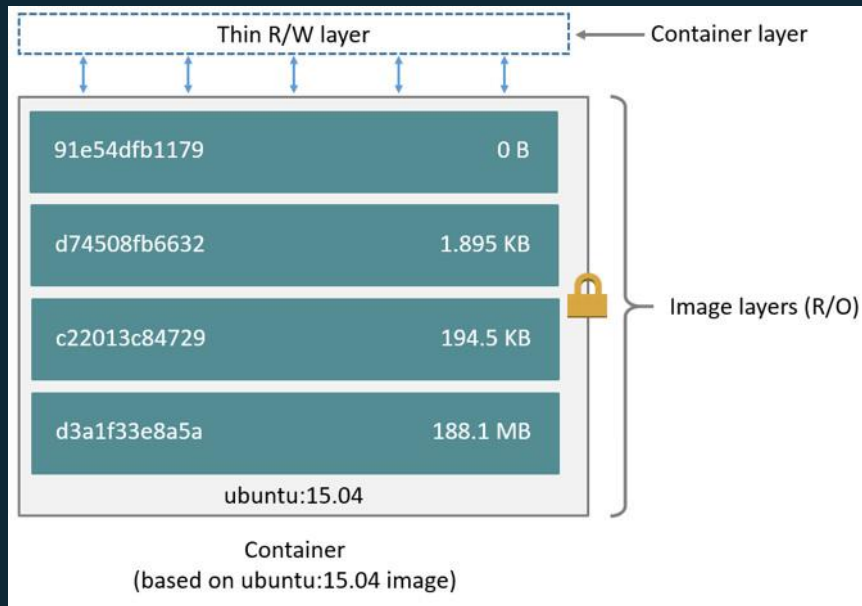 Thin R/W layer
Container layer
91e54dfb1179 0 B
d74508fb6632 1.895 KB
c22013c84729 194.5 KB
d3a1f33e8a5a 188.1 MB
ubuntu:15.04
Image layers (R/O)
Container
(based on ubuntu:15.04 image)